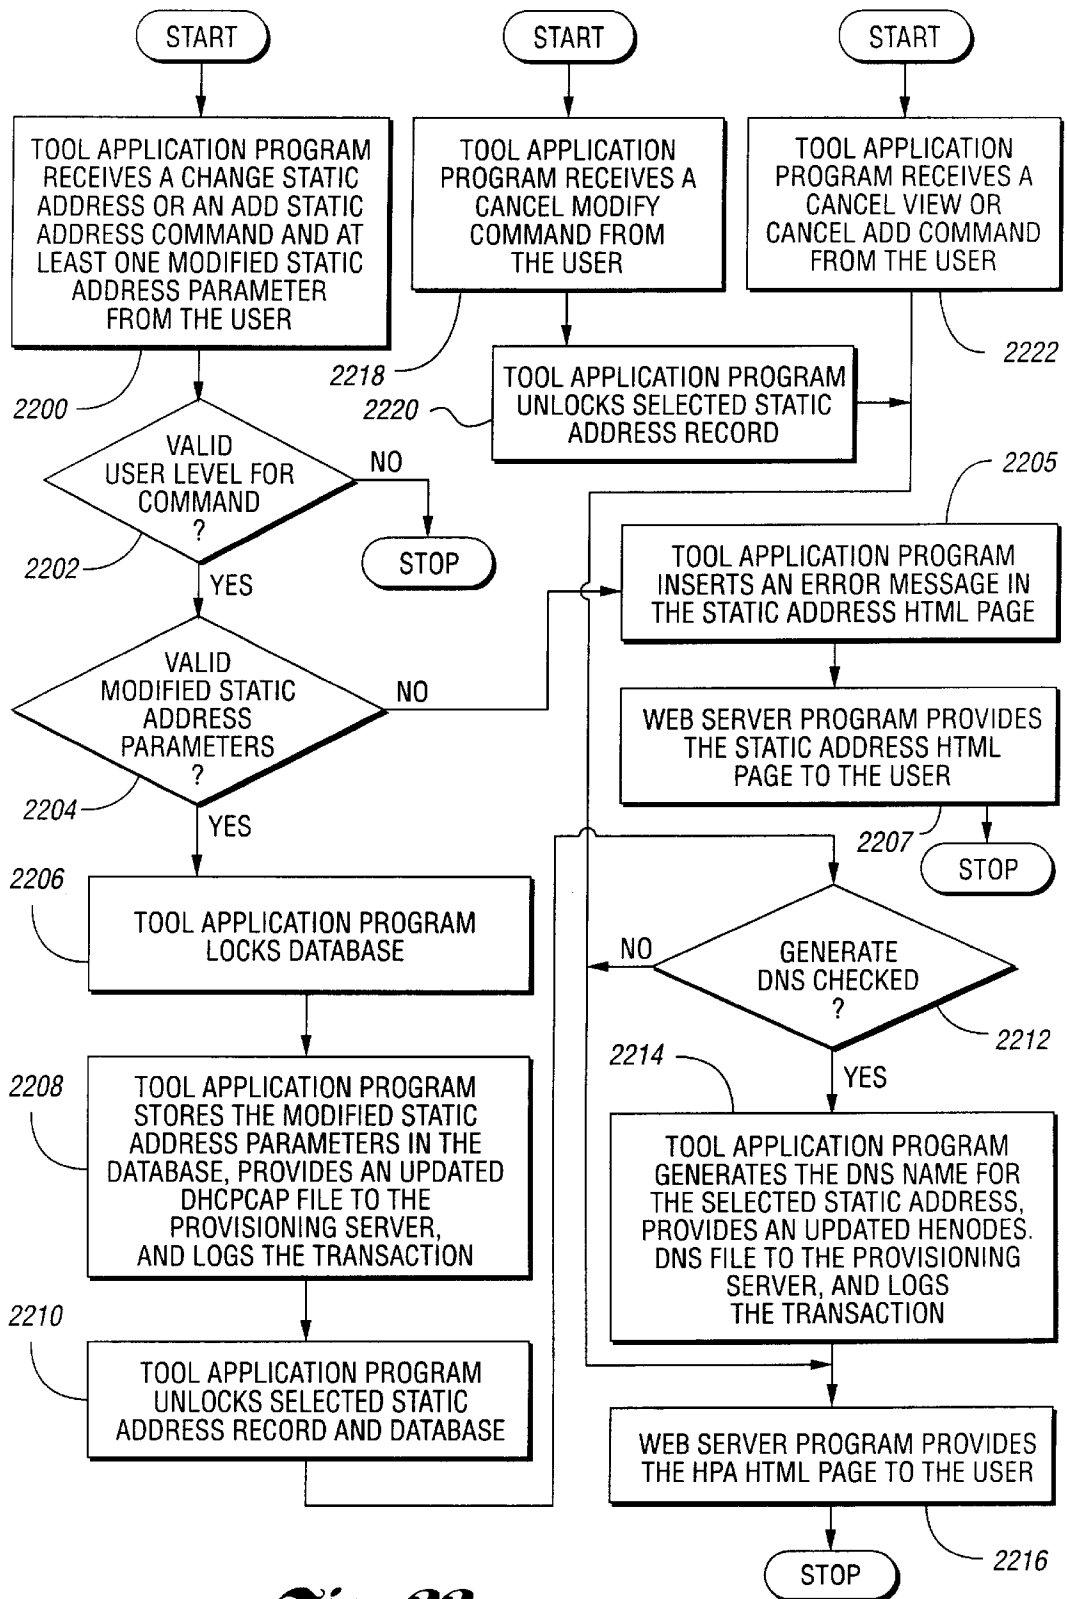 START
START
START
TOOL APPLICATION PROGRAM
RECEIVES A CHANGE STATIC
ADDRESS OR AN ADD STATIC
ADDRESS COMMAND AND AT
LEAST ONE MODIFIED STATIC
ADDRESS PARAMETER
FROM THE USER
TOOL APPLICATION
PROGRAM RECEIVES A
CANCEL MODIFY
COMMAND FROM
THE USER
TOOL APPLICATION
PROGRAM RECEIVES A
CANCEL VIEW OR
CANCEL ADD COMMAND
FROM THE USER
2200
2218
2222
2220
TOOL APPLICATION PROGRAM
UNLOCKS SELECTED STATIC
ADDRESS RECORD
VALID
USER LEVEL FOR
COMMAND
?
NO
STOP
2202
YES
2205
TOOL APPLICATION PROGRAM
INSERTS AN ERROR MESSAGE IN
THE STATIC ADDRESS HTML PAGE
VALID
MODIFIED STATIC
ADDRESS
PARAMETERS
?
NO
2204
YES
WEB SERVER PROGRAM PROVIDES
THE STATIC ADDRESS HTML
PAGE TO THE USER
2207
STOP
2206
TOOL APPLICATION PROGRAM
LOCKS DATABASE
GENERATE
DNS CHECKED
?
NO
2212
YES
2208
TOOL APPLICATION PROGRAM
STORES THE MODIFIED STATIC
ADDRESS PARAMETERS IN THE
DATABASE, PROVIDES AN UPDATED
DHCPCAP FILE TO THE
PROVISIONING SERVER,
AND LOGS THE TRANSACTION
2214
TOOL APPLICATION PROGRAM
GENERATES THE DNS NAME FOR
THE SELECTED STATIC ADDRESS,
PROVIDES AN UPDATED HENODES.
DNS FILE TO THE PROVISIONING
SERVER, AND LOGS
THE TRANSACTION
2210
TOOL APPLICATION PROGRAM
UNLOCKS SELECTED STATIC
ADDRESS RECORD AND DATABASE
WEB SERVER PROGRAM PROVIDES
THE HPA HTML PAGE TO THE USER
2216
STOP